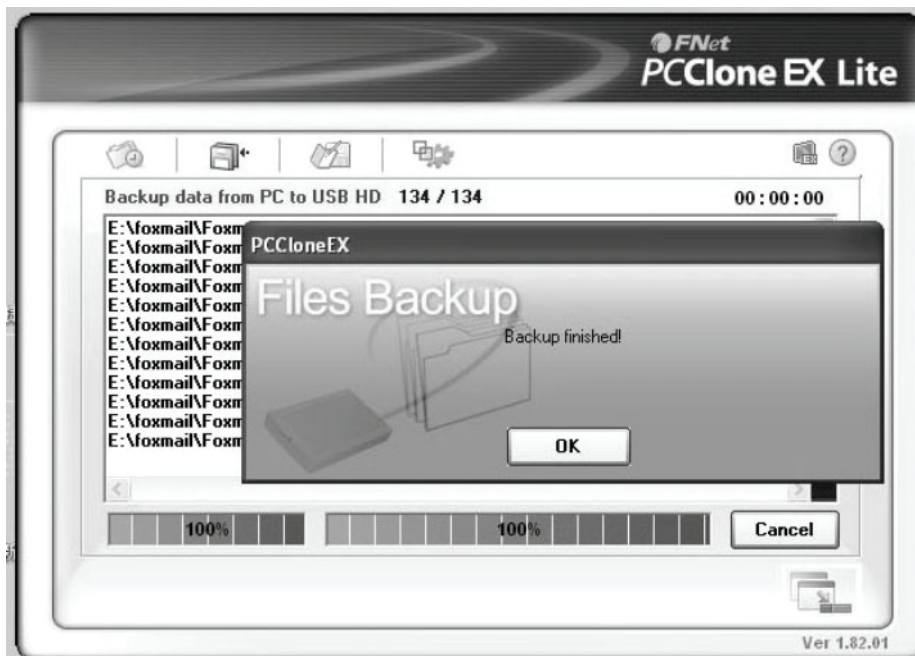 FNet
PCClone EX Lite
Backup data from PC to USB HD 134 / 134 00:00:00
E:\foxmail\Foxm
E:\foxmail\Foxm
E:\foxmail\Foxm
E:\foxmail\Foxm
E:\foxmail\Foxm
E:\foxmail\Foxm
E:\foxmail\Foxm
E:\foxmail\Foxm
E:\foxmail\Foxm
E:\foxmail\Foxm
E:\foxmail\Foxm
E:\foxmail\Foxm
PCCloneEX
Files Backup
Backup finished!
OK
100% 100% Cancel
Ver 1.82.01